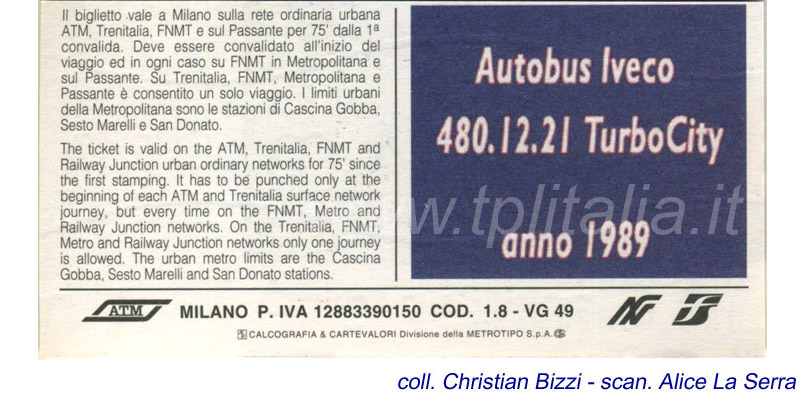 Il biglietto vale a Milano sulla rete ordinaria urbana
ATM, Trenitalia, FNMT e sul Passante per 75' dalla 1ª
convalida. Deve essere convalidato all'inizio del
viaggio ed in ogni caso su FNMT in Metropolitana e
sul Passante. Su Trenitalia, FNMT, Metropolitana e
Passante è consentito un solo viaggio. I limiti urbani
della Metropolitana sono le stazioni di Cascina Gobba,
Sesto Marelli e San Donato.
The ticket is valid on the ATM, Trenitalia, FNMT and
Railway Junction urban ordinary networks for 75' since
the first stamping. It has to be punched only at the
beginning of each ATM and Trenitalia surface network
journey, but every time on the FNMT, Metro and
Railway Junction networks. On the Trenitalia, FNMT,
Metro and Railway Junction networks only one journey
is allowed. The urban metro limits are the Cascina
Gobba, Sesto Marelli and San Donato stations.
Autobus Iveco
480.12.21 TurboCity
anno 1989
www.tplitalia.it
ATM MILANO P. IVA 12883390150 COD. 1.8 - VG 49
CALCOGRAFIA & CARTEVALORI Divisione della METROTIPO S.p.A.
coll. Christian Bizzi - scan. Alice La Serra